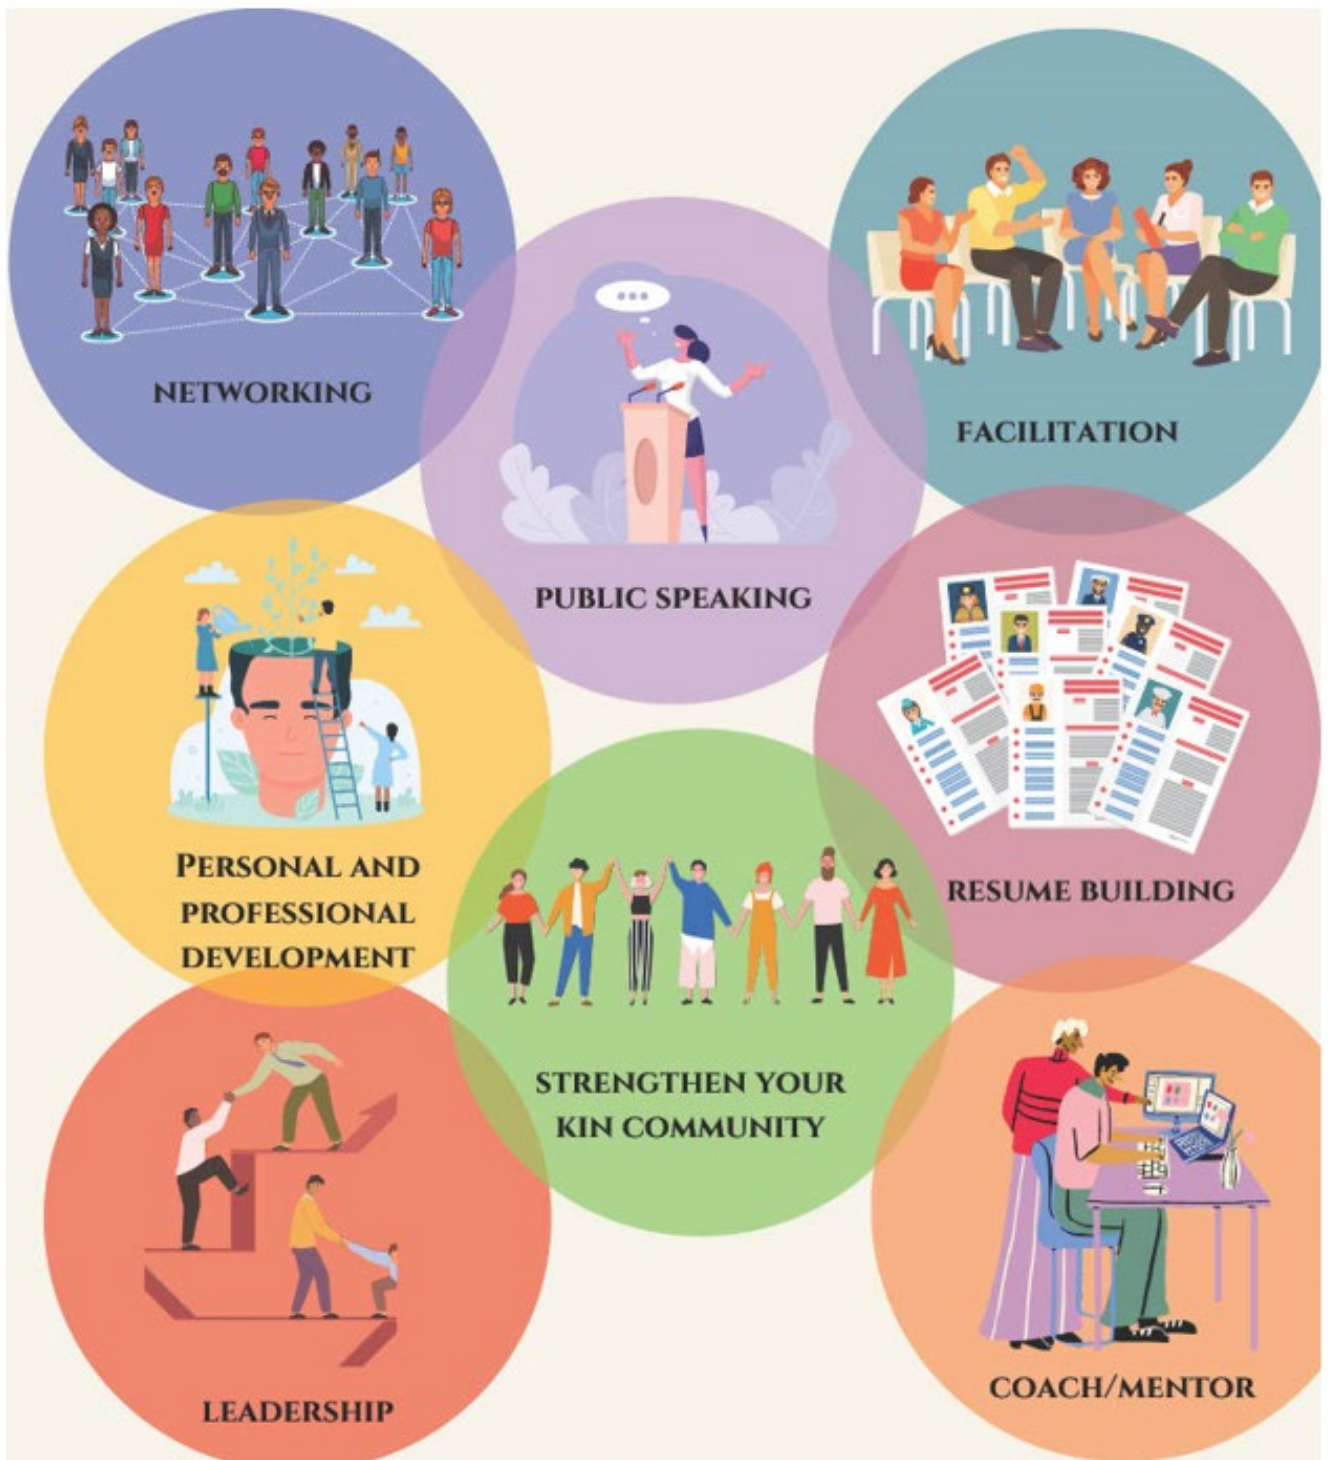 NETWORKING
FACILITATION
PUBLIC SPEAKING
PERSONAL AND
PROFESSIONAL
DEVELOPMENT
RESUME BUILDING
STRENGTHEN YOUR
KIN COMMUNITY
LEADERSHIP
COACH/MENTOR